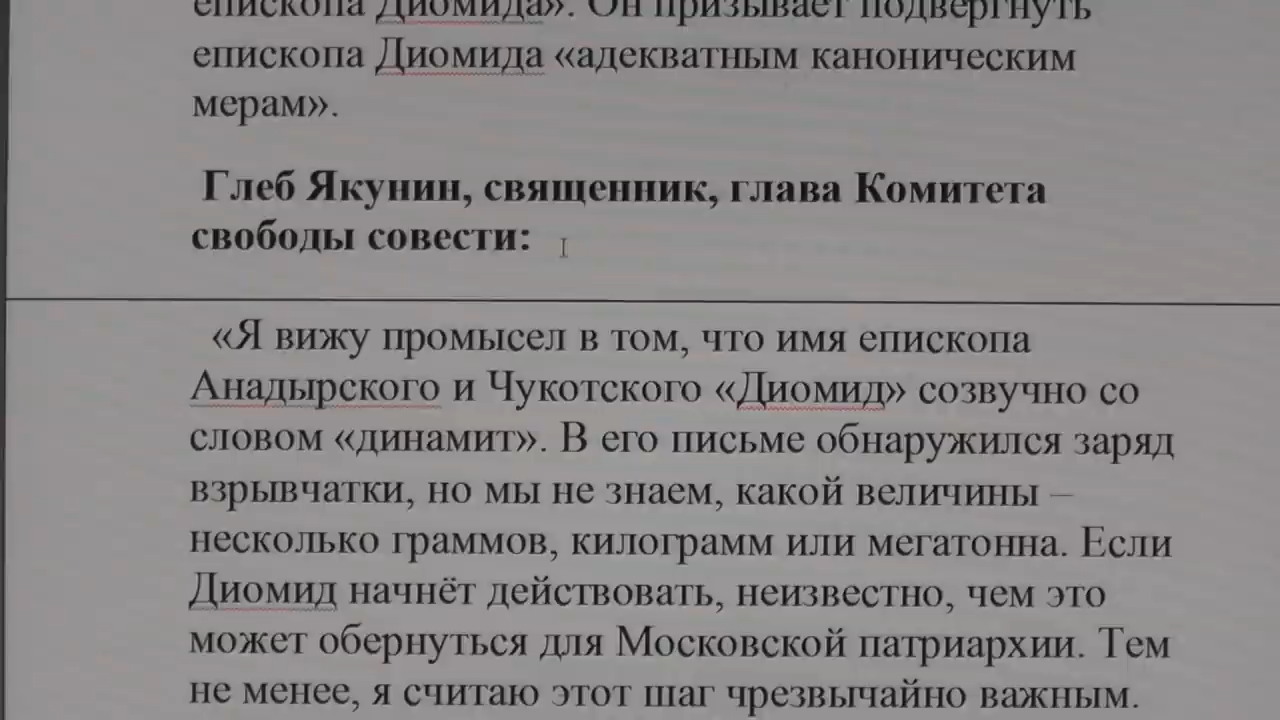 епископа Диомида». Он призывает подвергнуть
епископа Диомида «адекватным каноническим
мерам».
Глеб Якунин, священник, глава Комитета
свободы совести:
«Я вижу промысел в том, что имя епископа
Анадырского и Чукотского «Диомид» созвучно со
словом «динамит». В его письме обнаружился заряд
взрывчатки, но мы не знаем, какой величины –
несколько граммов, килограмм или мегатонна. Если
Диомид начнёт действовать, неизвестно, чем это
может обернуться для Московской патриархии. Тем
не менее, я считаю этот шаг чрезвычайно важным.